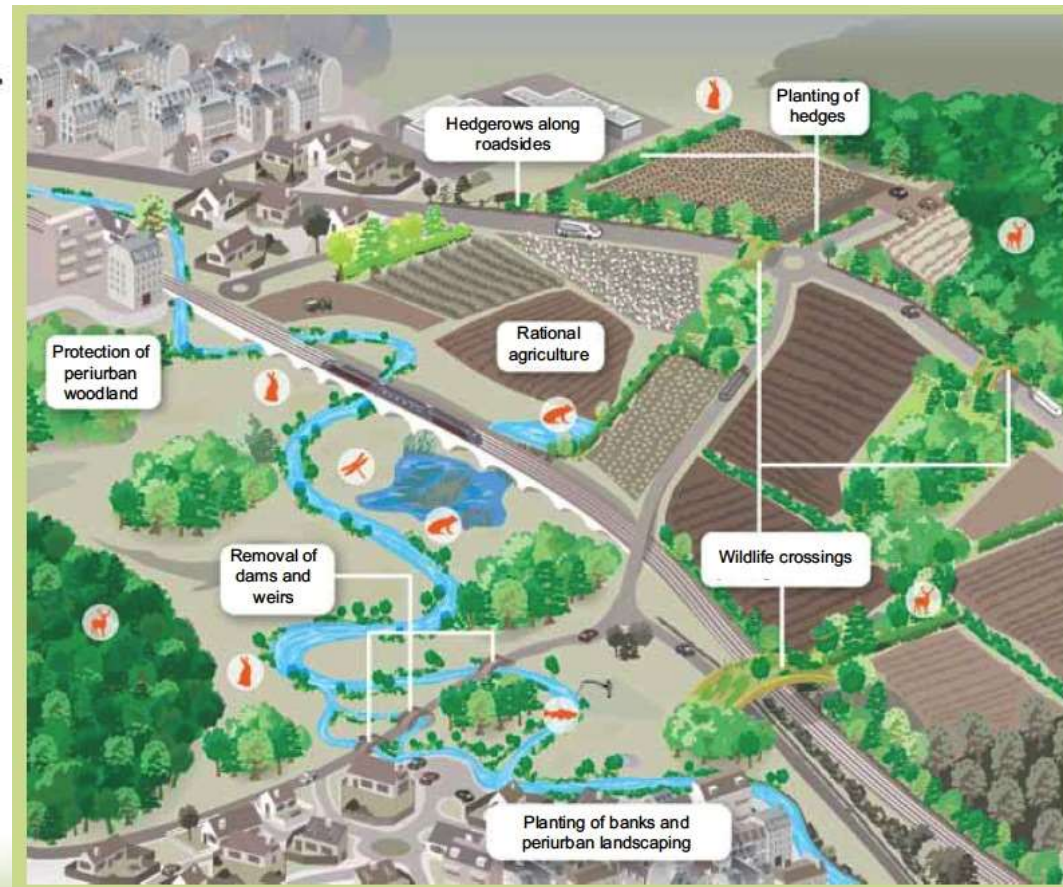 Planting of
hedges
Hedgerows along
roadsides
Rational
agriculture
Protection of
periurban
woodland
Removal of
dams and
weirs
Wildlife crossings
Planting of banks and
periurban landscaping